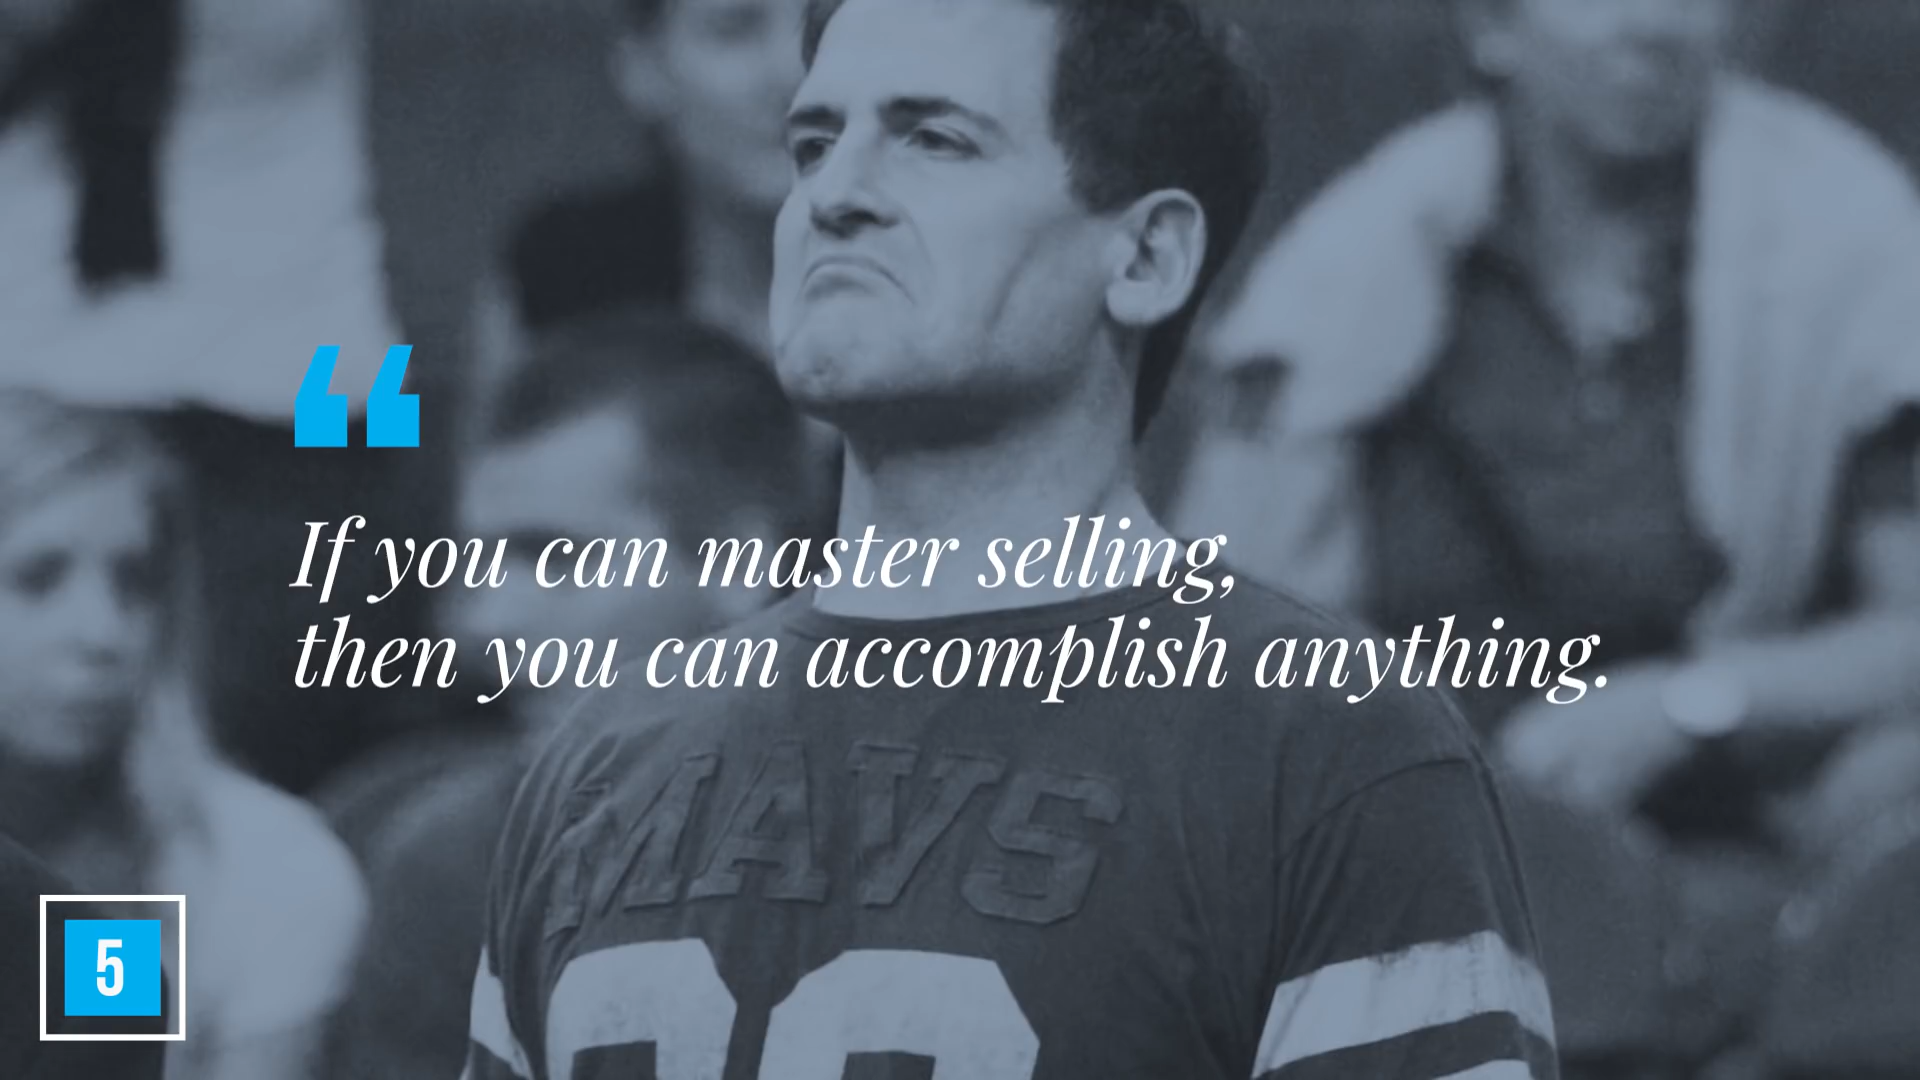 “
If you can master selling,
then you can accomplish anything.
MAVS
5